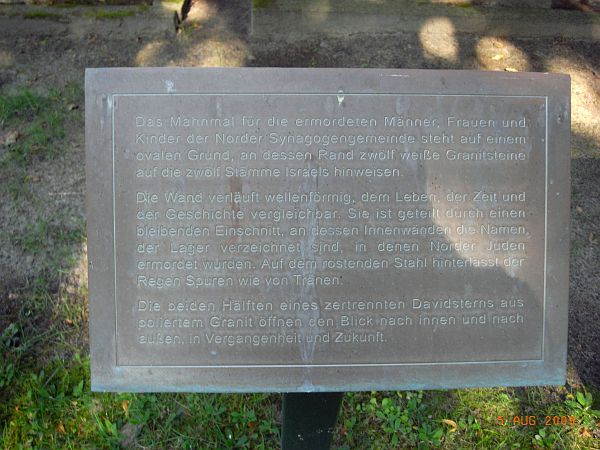 Das Mahnmal für die ermordeten Männer, Frauen und
Kinder der Norder Synagogengemeinde steht auf einem
ovalen Grund, an dessen Rand zwölf weiße Granitsteine
auf die zwölf Stämme Israels hinweisen.
Die Wand verläuft wellenförmig, dem Leben, der Zeit und
der Geschichte vergleichbar. Sie ist geteilt durch einen
bleibenden Einschnitt, an dessen Innenwänden die Namen
der Lager verzeichnet sind, in denen Norder Juden
ermordet wurden. Auf dem rostenden Stahl hinterlässt der
Regen Spuren wie von Tränen.
Die beiden Hälften eines zertrennten Davidsterns aus
poliertem Granit öffnen den Blick nach innen und nach
außen, in Vergangenheit und Zukunft.
5 AUG